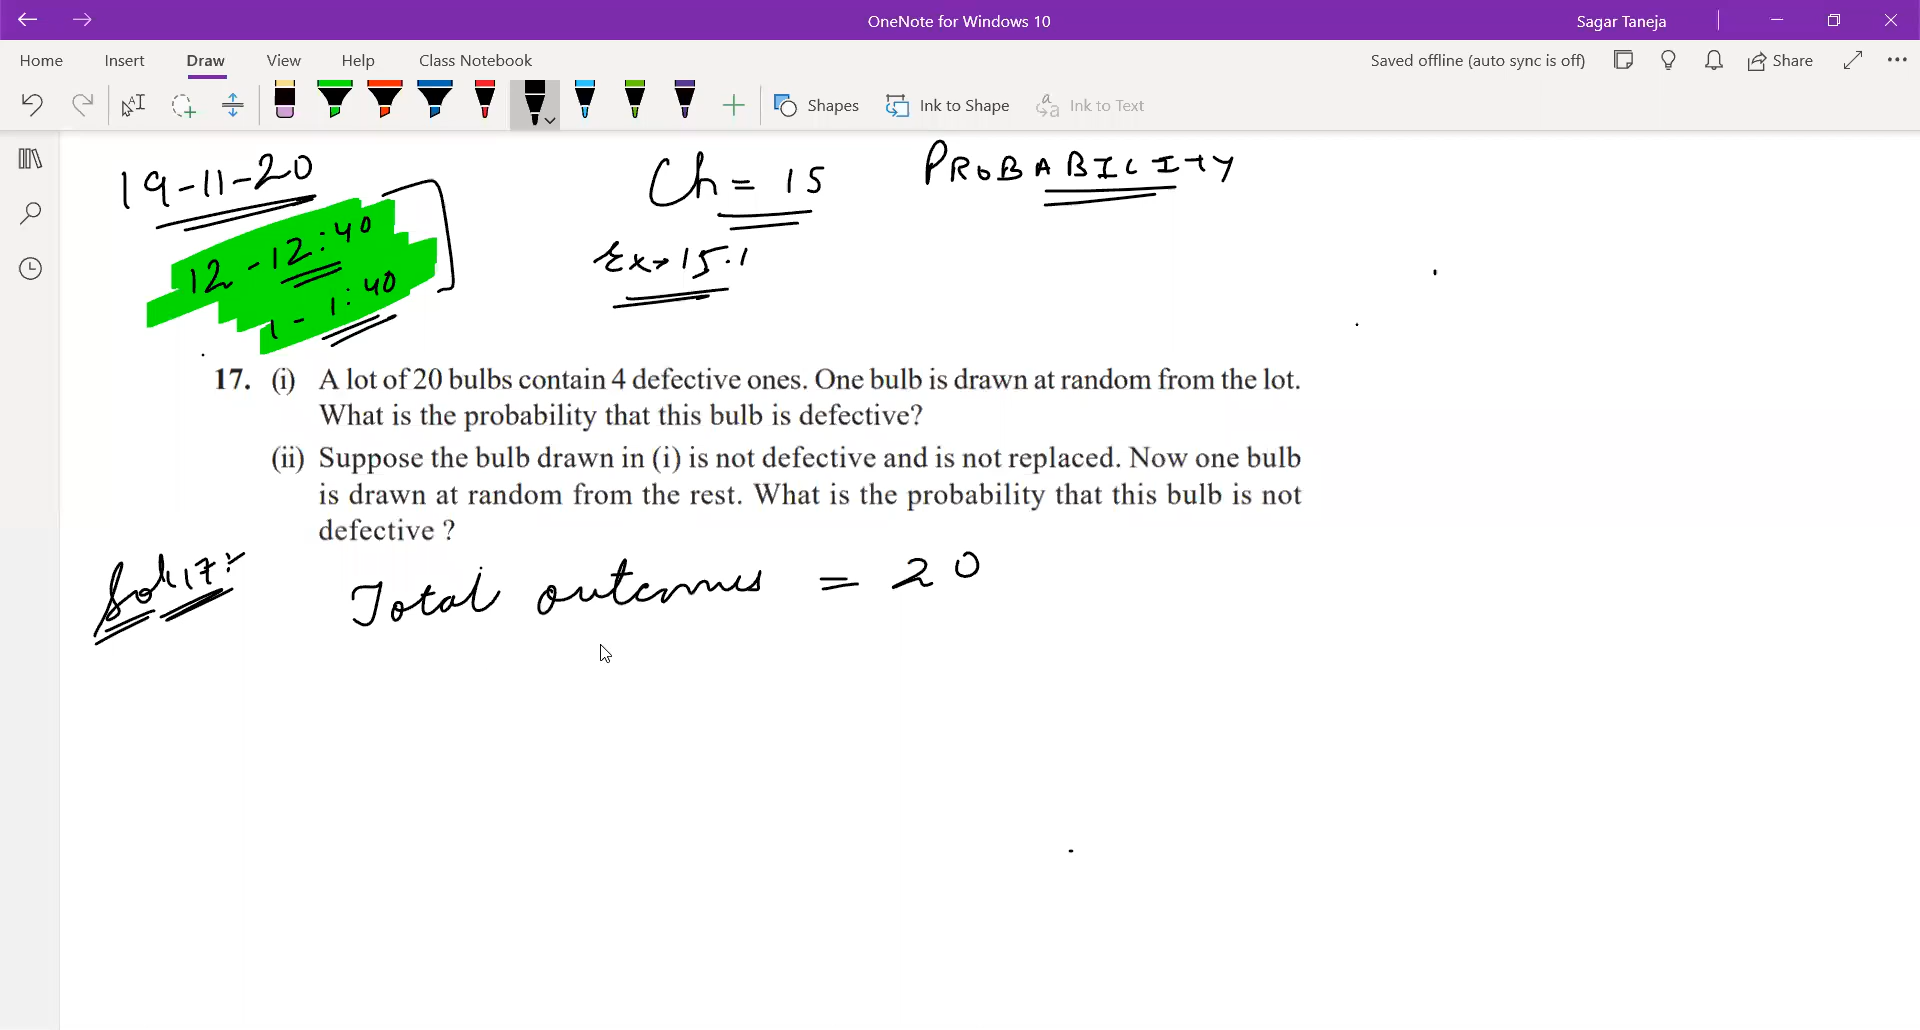 OneNote for Windows 10
Sagar Taneja
Home Insert Draw View Help Class Notebook
Saved offline (auto sync is off) Share
Shapes Ink to Shape Ink to Text
19-11-20
Ch = 15
PROBABILITY
12 - 12:40
1 - 1:40
Ex 15.1
17. (i) A lot of 20 bulbs contain 4 defective ones. One bulb is drawn at random from the lot.
What is the probability that this bulb is defective?
(ii) Suppose the bulb drawn in (i) is not defective and is not replaced. Now one bulb
is drawn at random from the rest. What is the probability that this bulb is not
defective ?
Sol 17:-
Total outcomes = 20